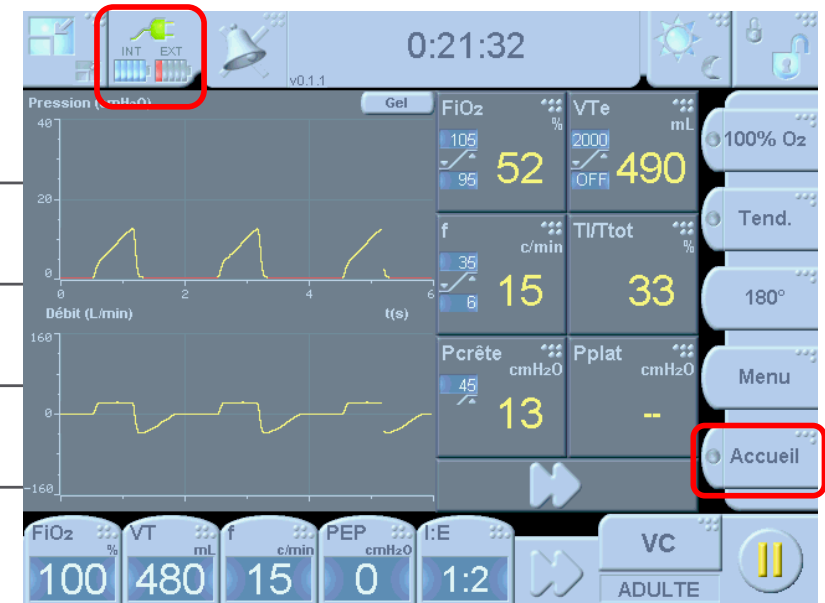 INT EXT
0:21:32
v0.1.1
Pression (cmH₂O)
Gel
40
20
0
0 2 4 6
Débit (L/min)
t(s)
160
0
-160
FiO₂
%
105
95
52
VTe
mL
2000
OFF
490
f
c/min
35
6
15
TI/Ttot
%
33
Pcrête
cmH₂O
45
13
Pplat
cmH₂O
--
100% O₂
Tend.
180°
Menu
Accueil
FiO₂
%
100
VT
mL
480
f
c/min
15
PEP
cmH₂O
0
I:E
1:2
VC
ADULTE